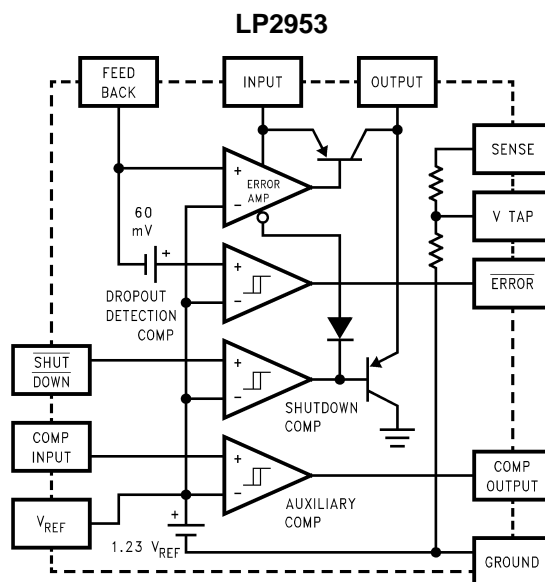 LP2953
FEED
BACK
INPUT
OUTPUT
SENSE
+
ERROR
AMP
−
60
mV
+
V TAP
DROPOUT
DETECTION
COMP
+
−
ERROR
SHUT
DOWN
+
−
SHUTDOWN
COMP
COMP
INPUT
+
−
AUXILIARY
COMP
COMP
OUTPUT
VREF
+
1.23 VREF
GROUND